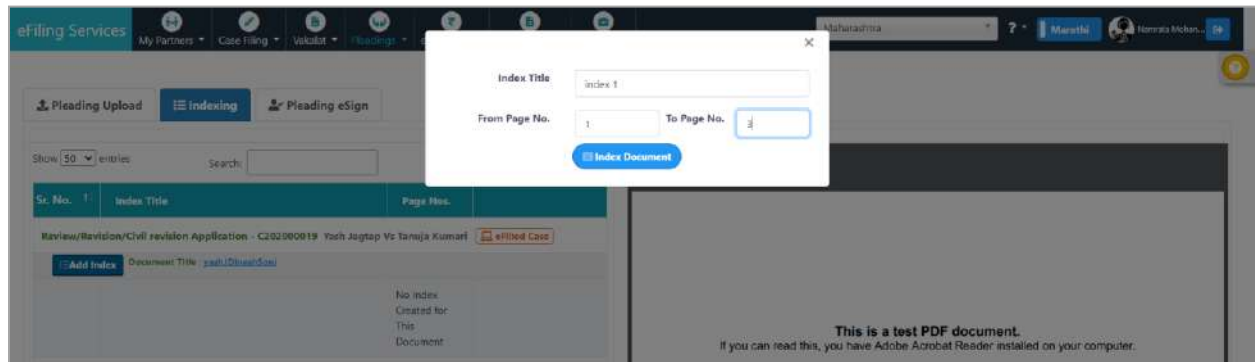 eFiling Services
My Partners
Case Filing
Vakalat
Pleadings
Maharashtra
?
Marathi
Namrata Mohan...
×
Index Title
index 1
From Page No.
1
To Page No.
3
Index Document
Pleading Upload
Indexing
Pleading eSign
Show 50 entries
Search:
Sr. No.
Index Title
Page Nos.
Review/Revision/Civil revision Application - C202000019 Yash Jagtap Vs Tanuja Kumari
eFilled Case
Add Index
Document Title :
No Index
Created for
This
Document
This is a test PDF document.
If you can read this, you have Adobe Acrobat Reader installed on your computer.